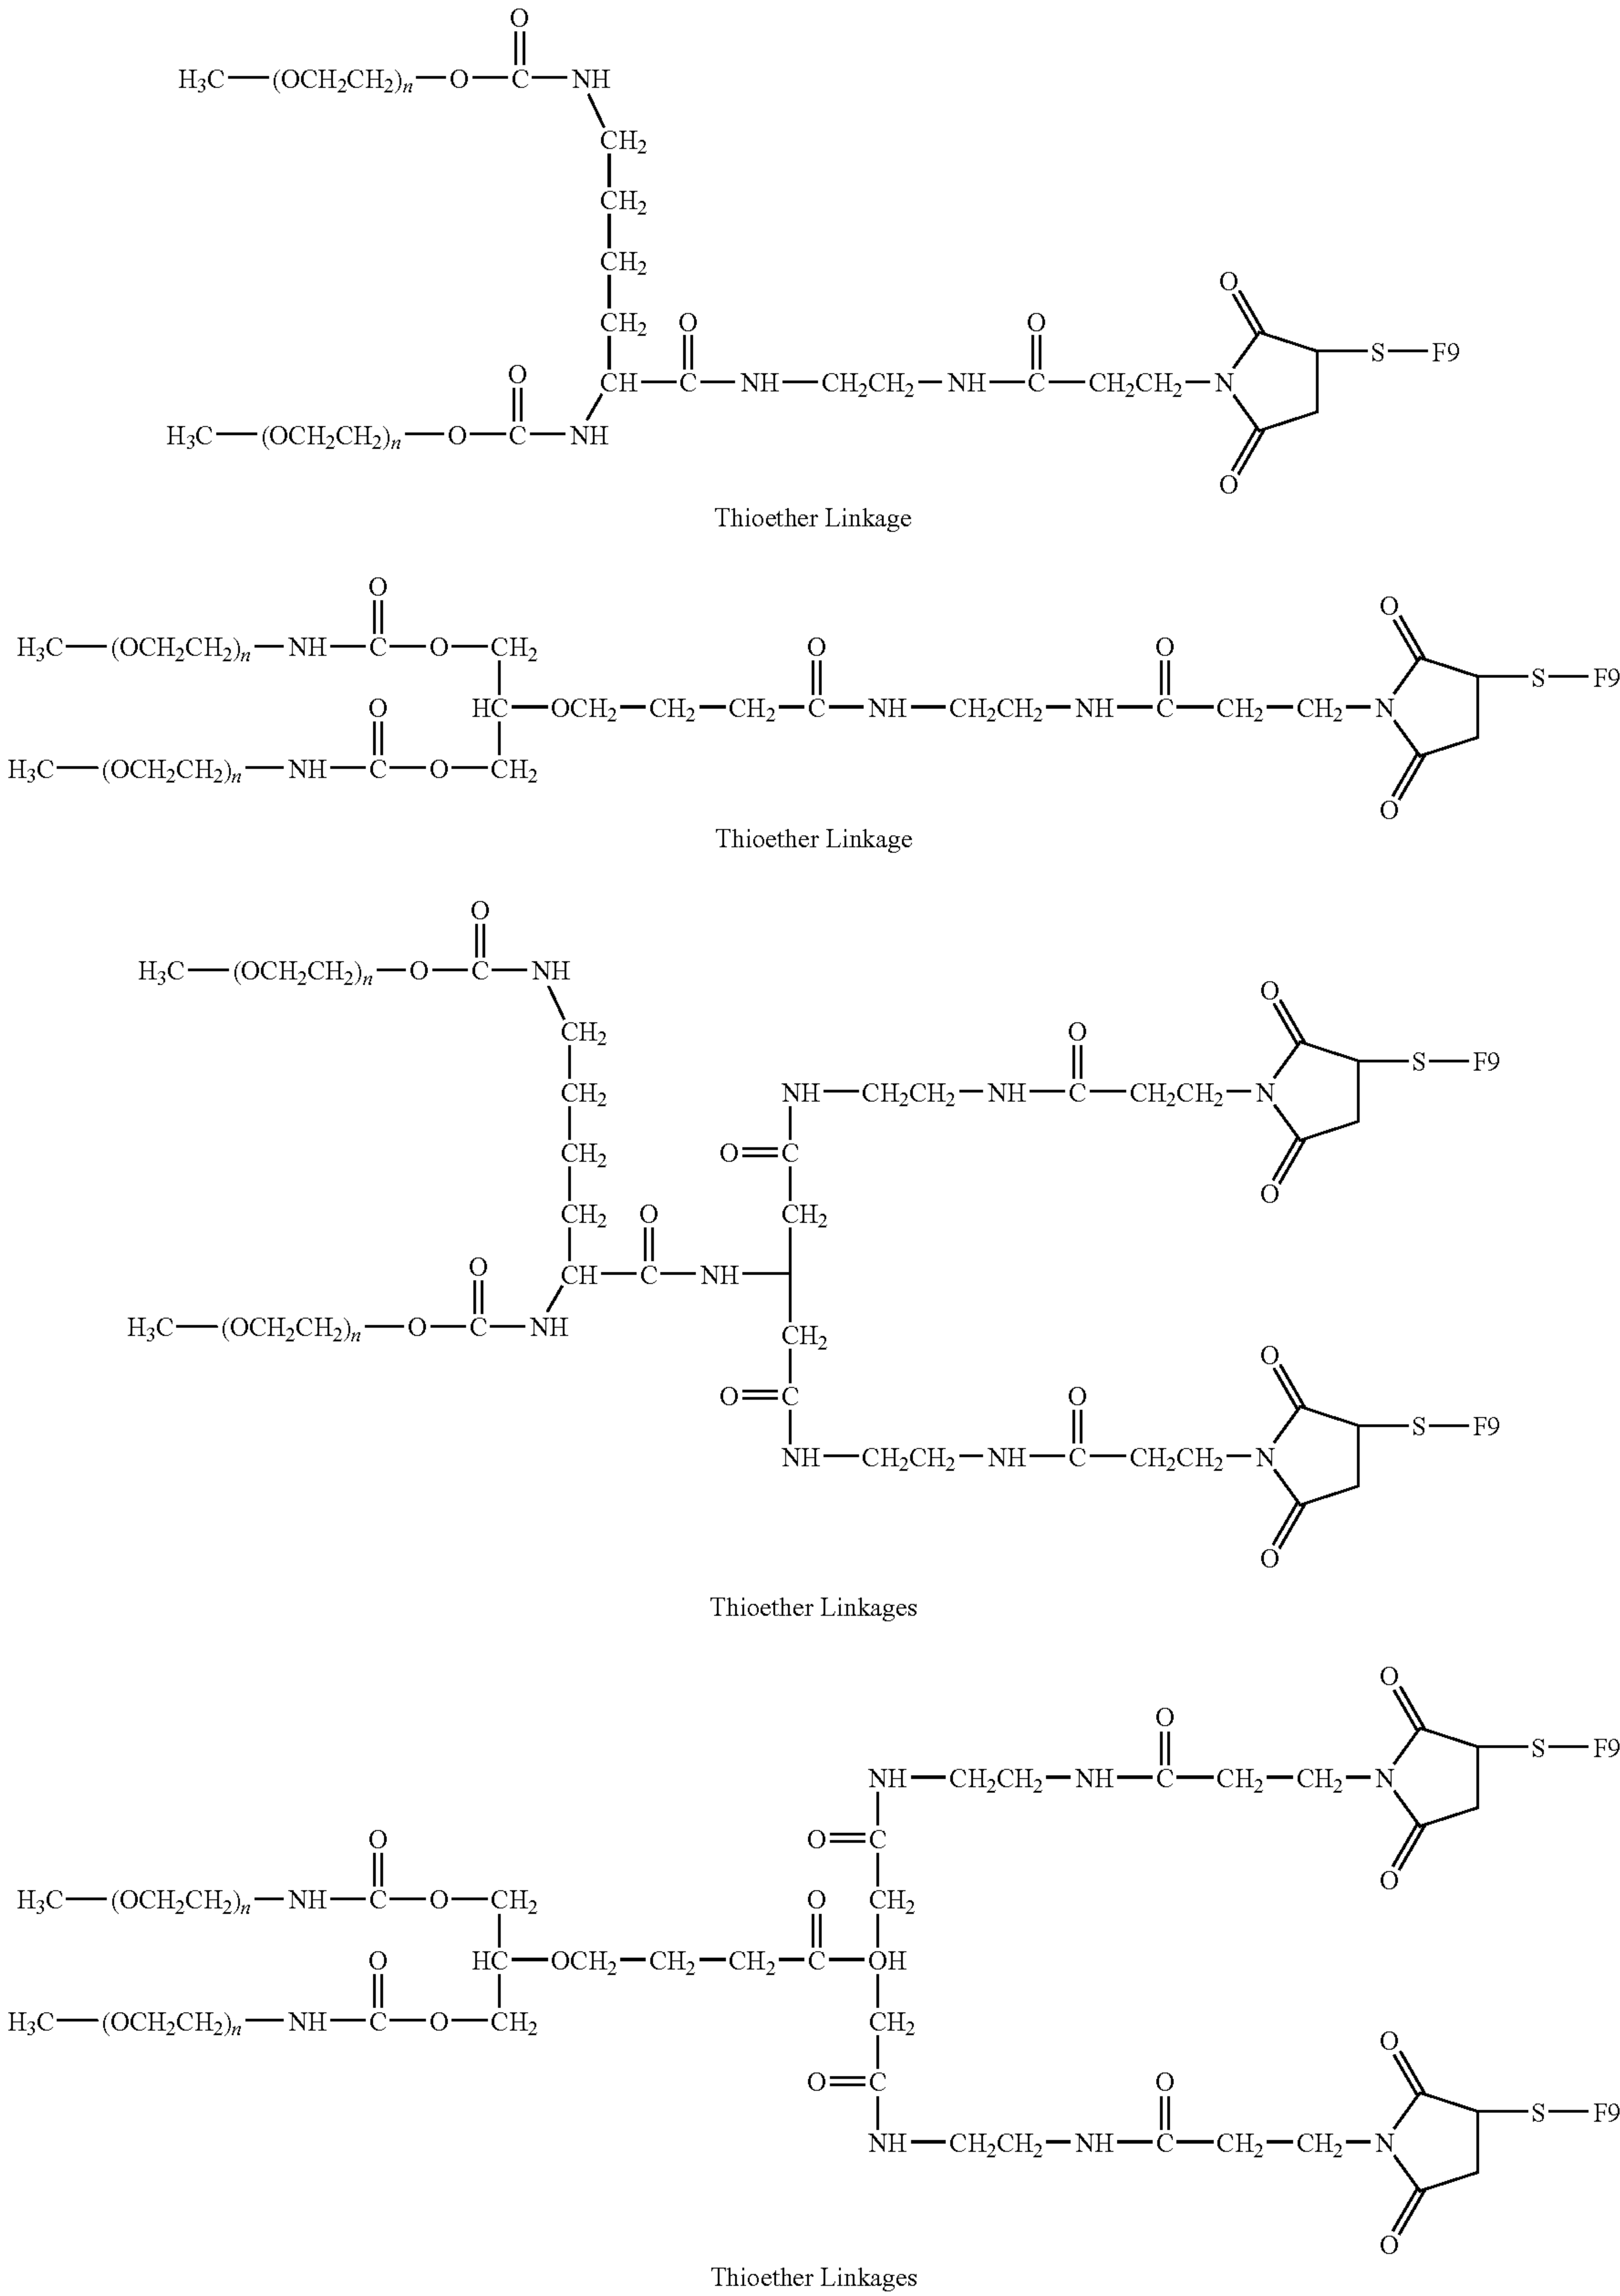 O
H3C—(OCH2CH2)n—O—C—NH
CH2
CH2
CH2
CH2
O O O O
CH—C—NH—CH2CH2—NH—C—CH2CH2—N S—F9
O
H3C—(OCH2CH2)n—O—C—NH
O
Thioether Linkage
O O O O
H3C—(OCH2CH2)n—NH—C—O—CH2 S—F9
O
HC—OCH2—CH2—CH2—C—NH—CH2CH2—NH—C—CH2—CH2—N
H3C—(OCH2CH2)n—NH—C—O—CH2
O
Thioether Linkage
O
H3C—(OCH2CH2)n—O—C—NH
O
CH2 O
S—F9
CH2 NH—CH2CH2—NH—C—CH2CH2—N
CH2 O=C
O
CH2 O CH2
O
CH—C—NH
H3C—(OCH2CH2)n—O—C—NH CH2
O
O=C O
S—F9
NH—CH2CH2—NH—C—CH2CH2—N
O
Thioether Linkages
O
O
S—F9
NH—CH2CH2—NH—C—CH2—CH2—N
O O=C
O
H3C—(OCH2CH2)n—NH—C—O—CH2 O CH2
O HC—OCH2—CH2—CH2—C—OH
H3C—(OCH2CH2)n—NH—C—O—CH2 CH2
O
O=C O
S—F9
NH—CH2CH2—NH—C—CH2—CH2—N
O
Thioether Linkages